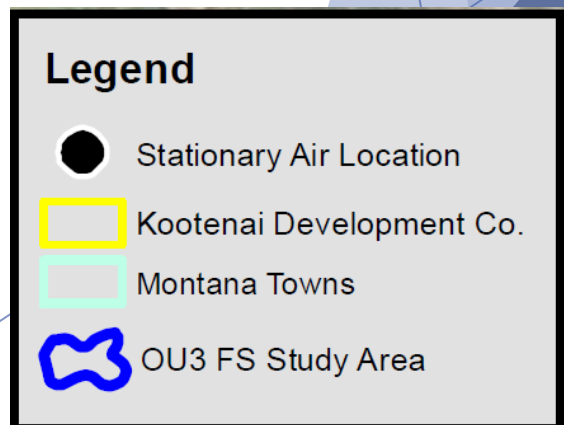 Legend
Stationary Air Location
Kootenai Development Co.
Montana Towns
OU3 FS Study Area